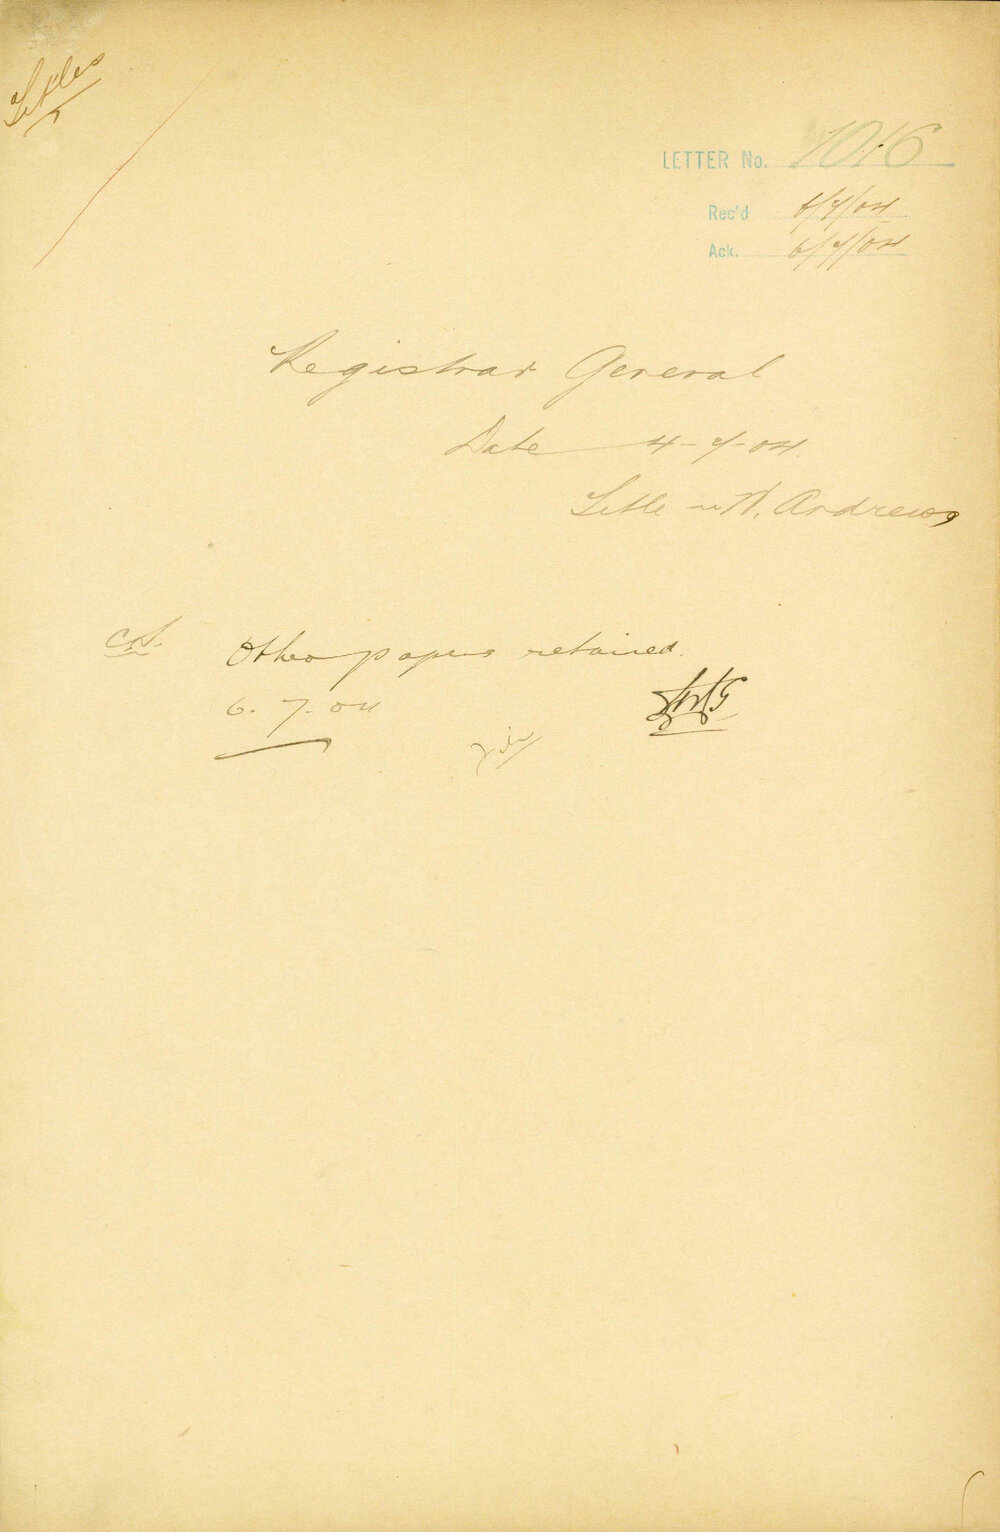 Titles
LETTER No. 1016
Rec'd 6/7/04
Ack. 6/7/04
Registrar General
Date 4-7-04
Title - W. Andrews
Other papers retained.
6.7.04